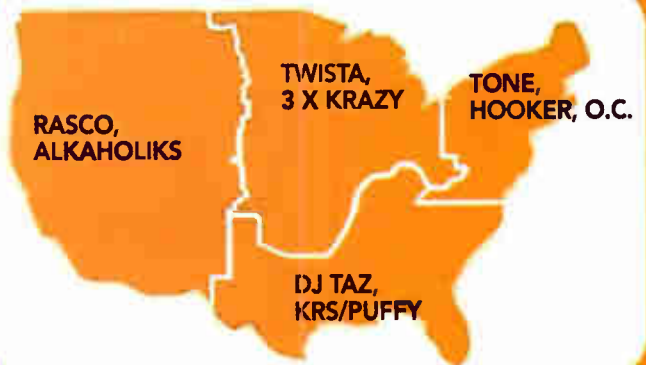 RASCO,
ALKAHOLIKS
TWISTA,
3 X KRAZY
TONE,
HOOKER, O.C.
DJ TAZ,
KRS/PUFFY